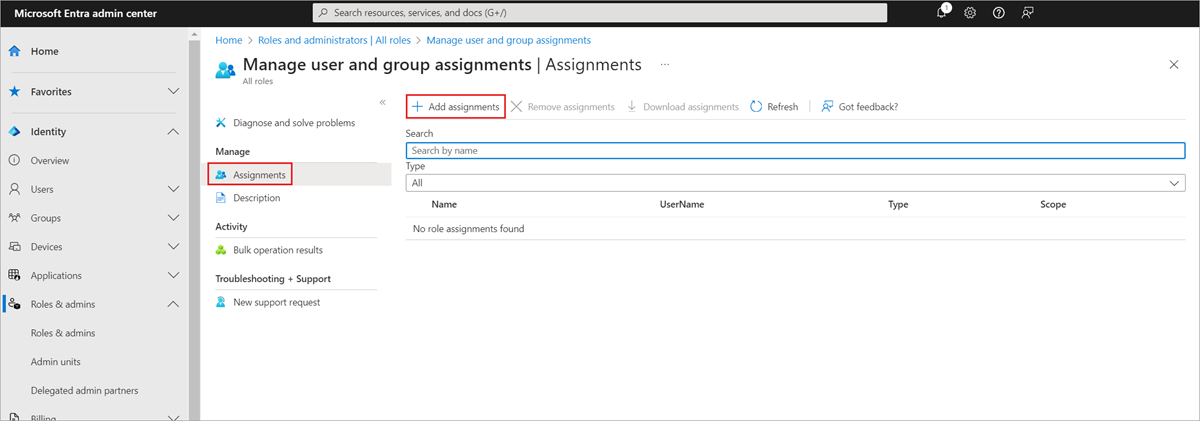 Microsoft Entra admin center
Search resources, services, and docs (G+/)
1
Home
Favorites
Identity
Overview
Users
Groups
Devices
Applications
Roles & admins
Roles & admins
Admin units
Delegated admin partners
Billing
Home > Roles and administrators | All roles > Manage user and group assignments
Manage user and group assignments | Assignments ...
All roles
Diagnose and solve problems
Manage
Assignments
Description
Activity
Bulk operation results
Troubleshooting + Support
New support request
Add assignments Remove assignments Download assignments Refresh Got feedback?
Search
Search by name
Type
All
Name UserName Type Scope
No role assignments found